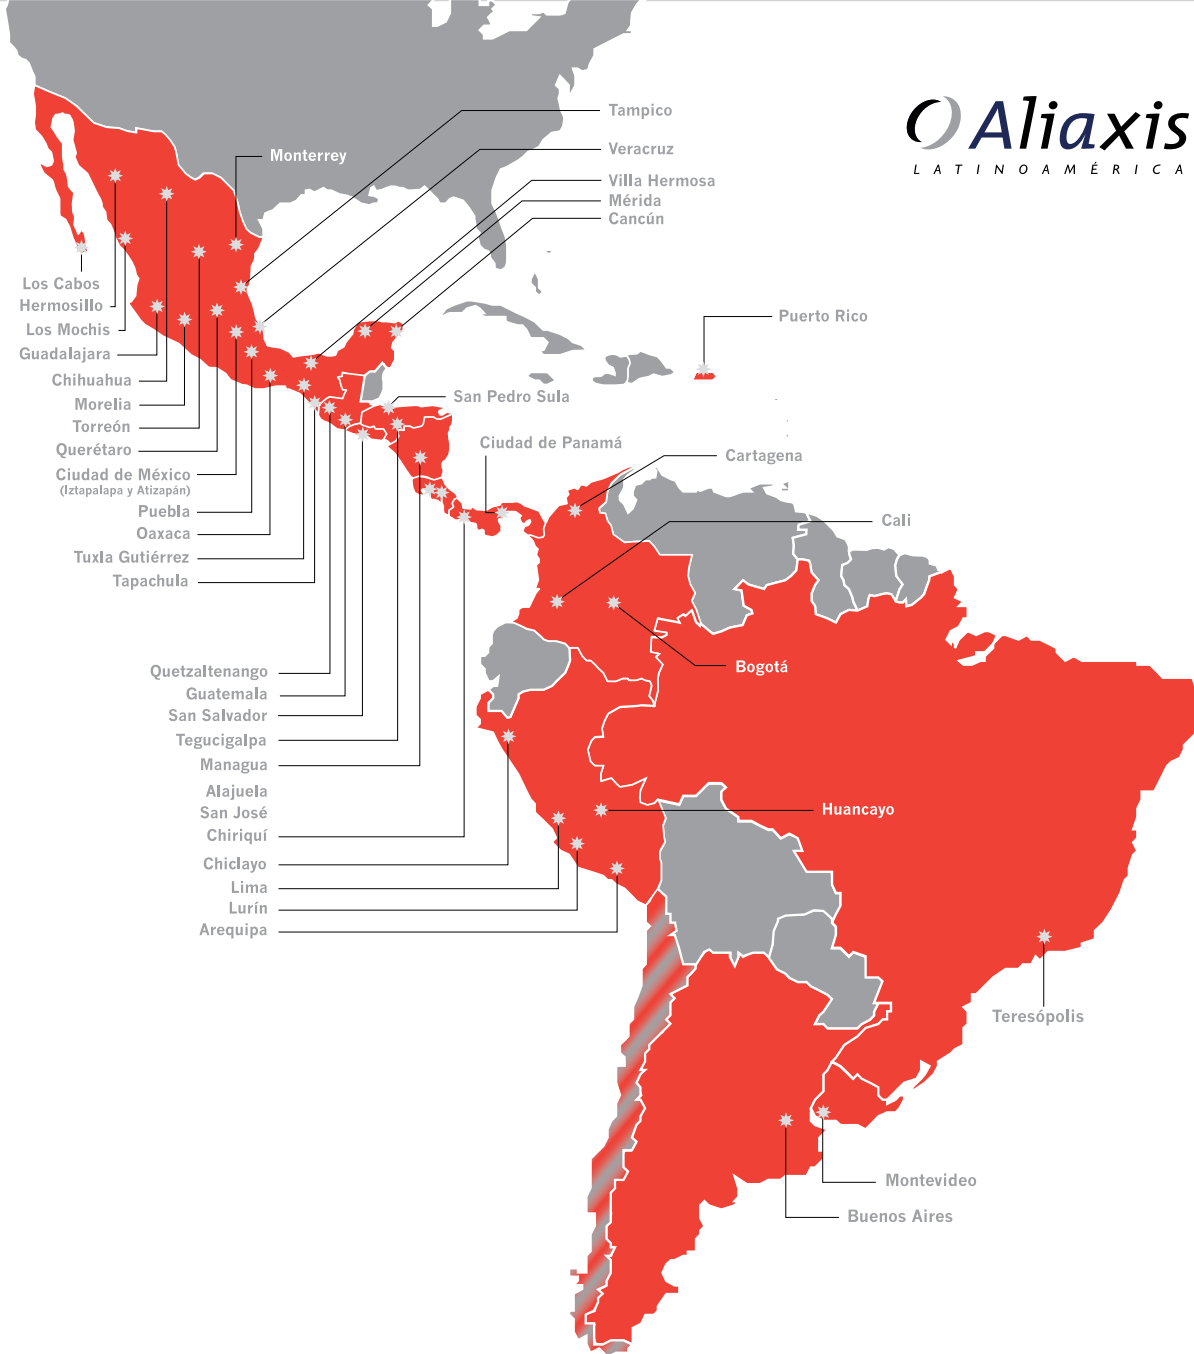 Aliaxis
LATINOAMÉRICA
Tampico
Monterrey
Veracruz
Villa Hermosa
Mérida
Cancún
Los Cabos
Hermosillo
Los Mochis
Guadalajara
Chihuahua
Morelia
Torreón
Querétaro
Ciudad de México
(Iztapalapa y Atizapán)
Puebla
Oaxaca
Tuxla Gutiérrez
Tapachula
Puerto Rico
San Pedro Sula
Ciudad de Panamá
Cartagena
Cali
Bogotá
Quetzaltenango
Guatemala
San Salvador
Tegucigalpa
Managua
Alajuela
San José
Chiriquí
Chiclayo
Lima
Lurín
Arequipa
Huancayo
Teresópolis
Montevideo
Buenos Aires